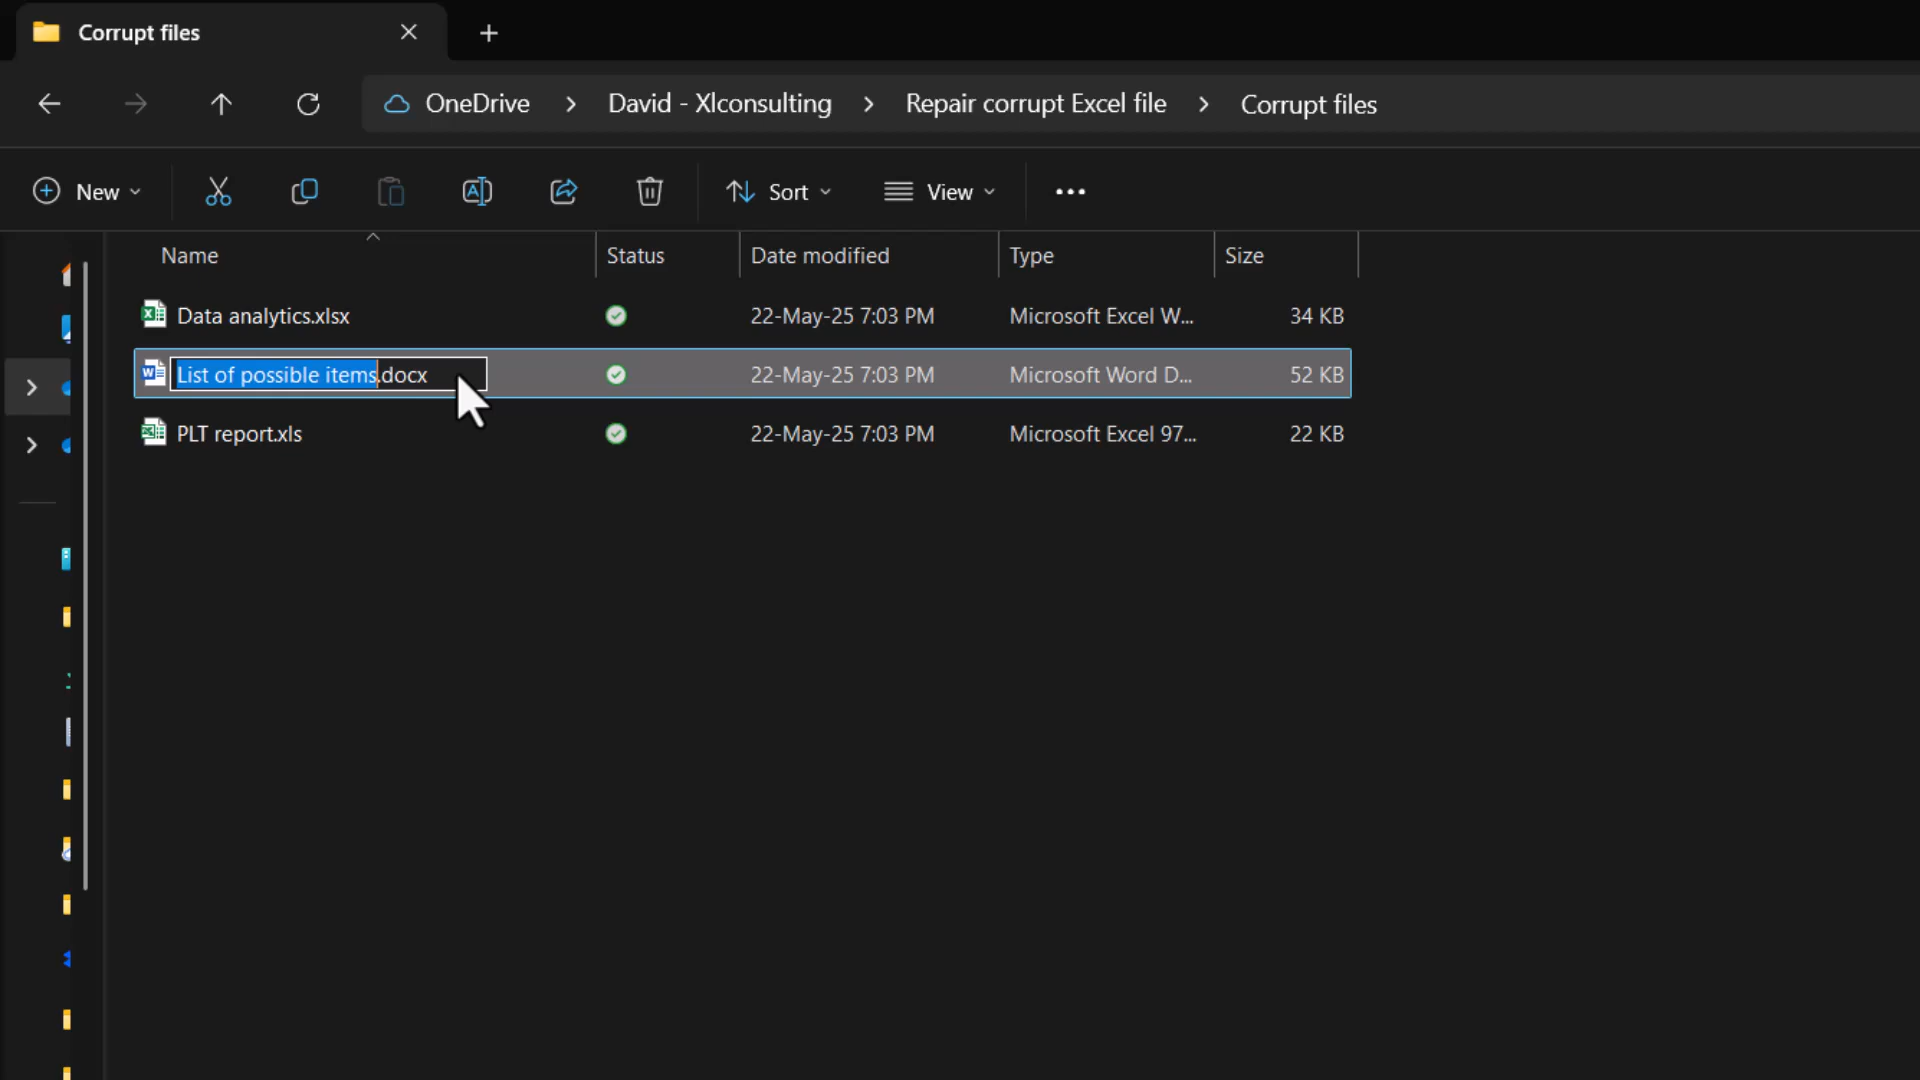 Corrupt files
OneDrive > David - Xlconsulting > Repair corrupt Excel file > Corrupt files
New Sort View
Name Status Date modified Type Size
Data analytics.xlsx 22-May-25 7:03 PM Microsoft Excel W... 34 KB
List of possible items.docx 22-May-25 7:03 PM Microsoft Word D... 52 KB
PLT report.xls 22-May-25 7:03 PM Microsoft Excel 97... 22 KB